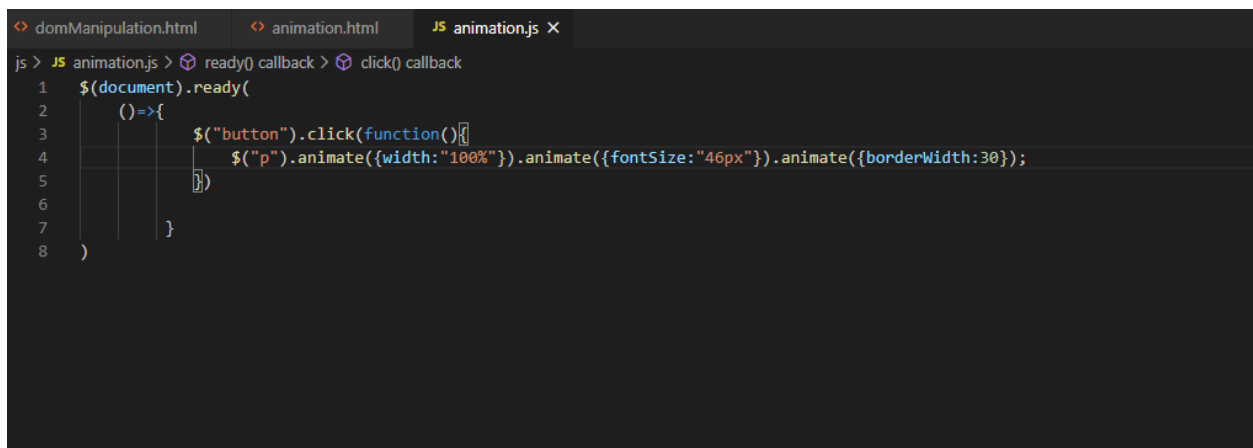 domManipulation.html animation.html JS animation.js ×
js > JS animation.js > ready() callback > click() callback
1 $(document).ready(
2 ()=>{
3 $("button").click(function(){
4 $("p").animate({width:"100%"}).animate({fontSize:"46px"}).animate({borderWidth:30});
5 })
6
7 }
8 )